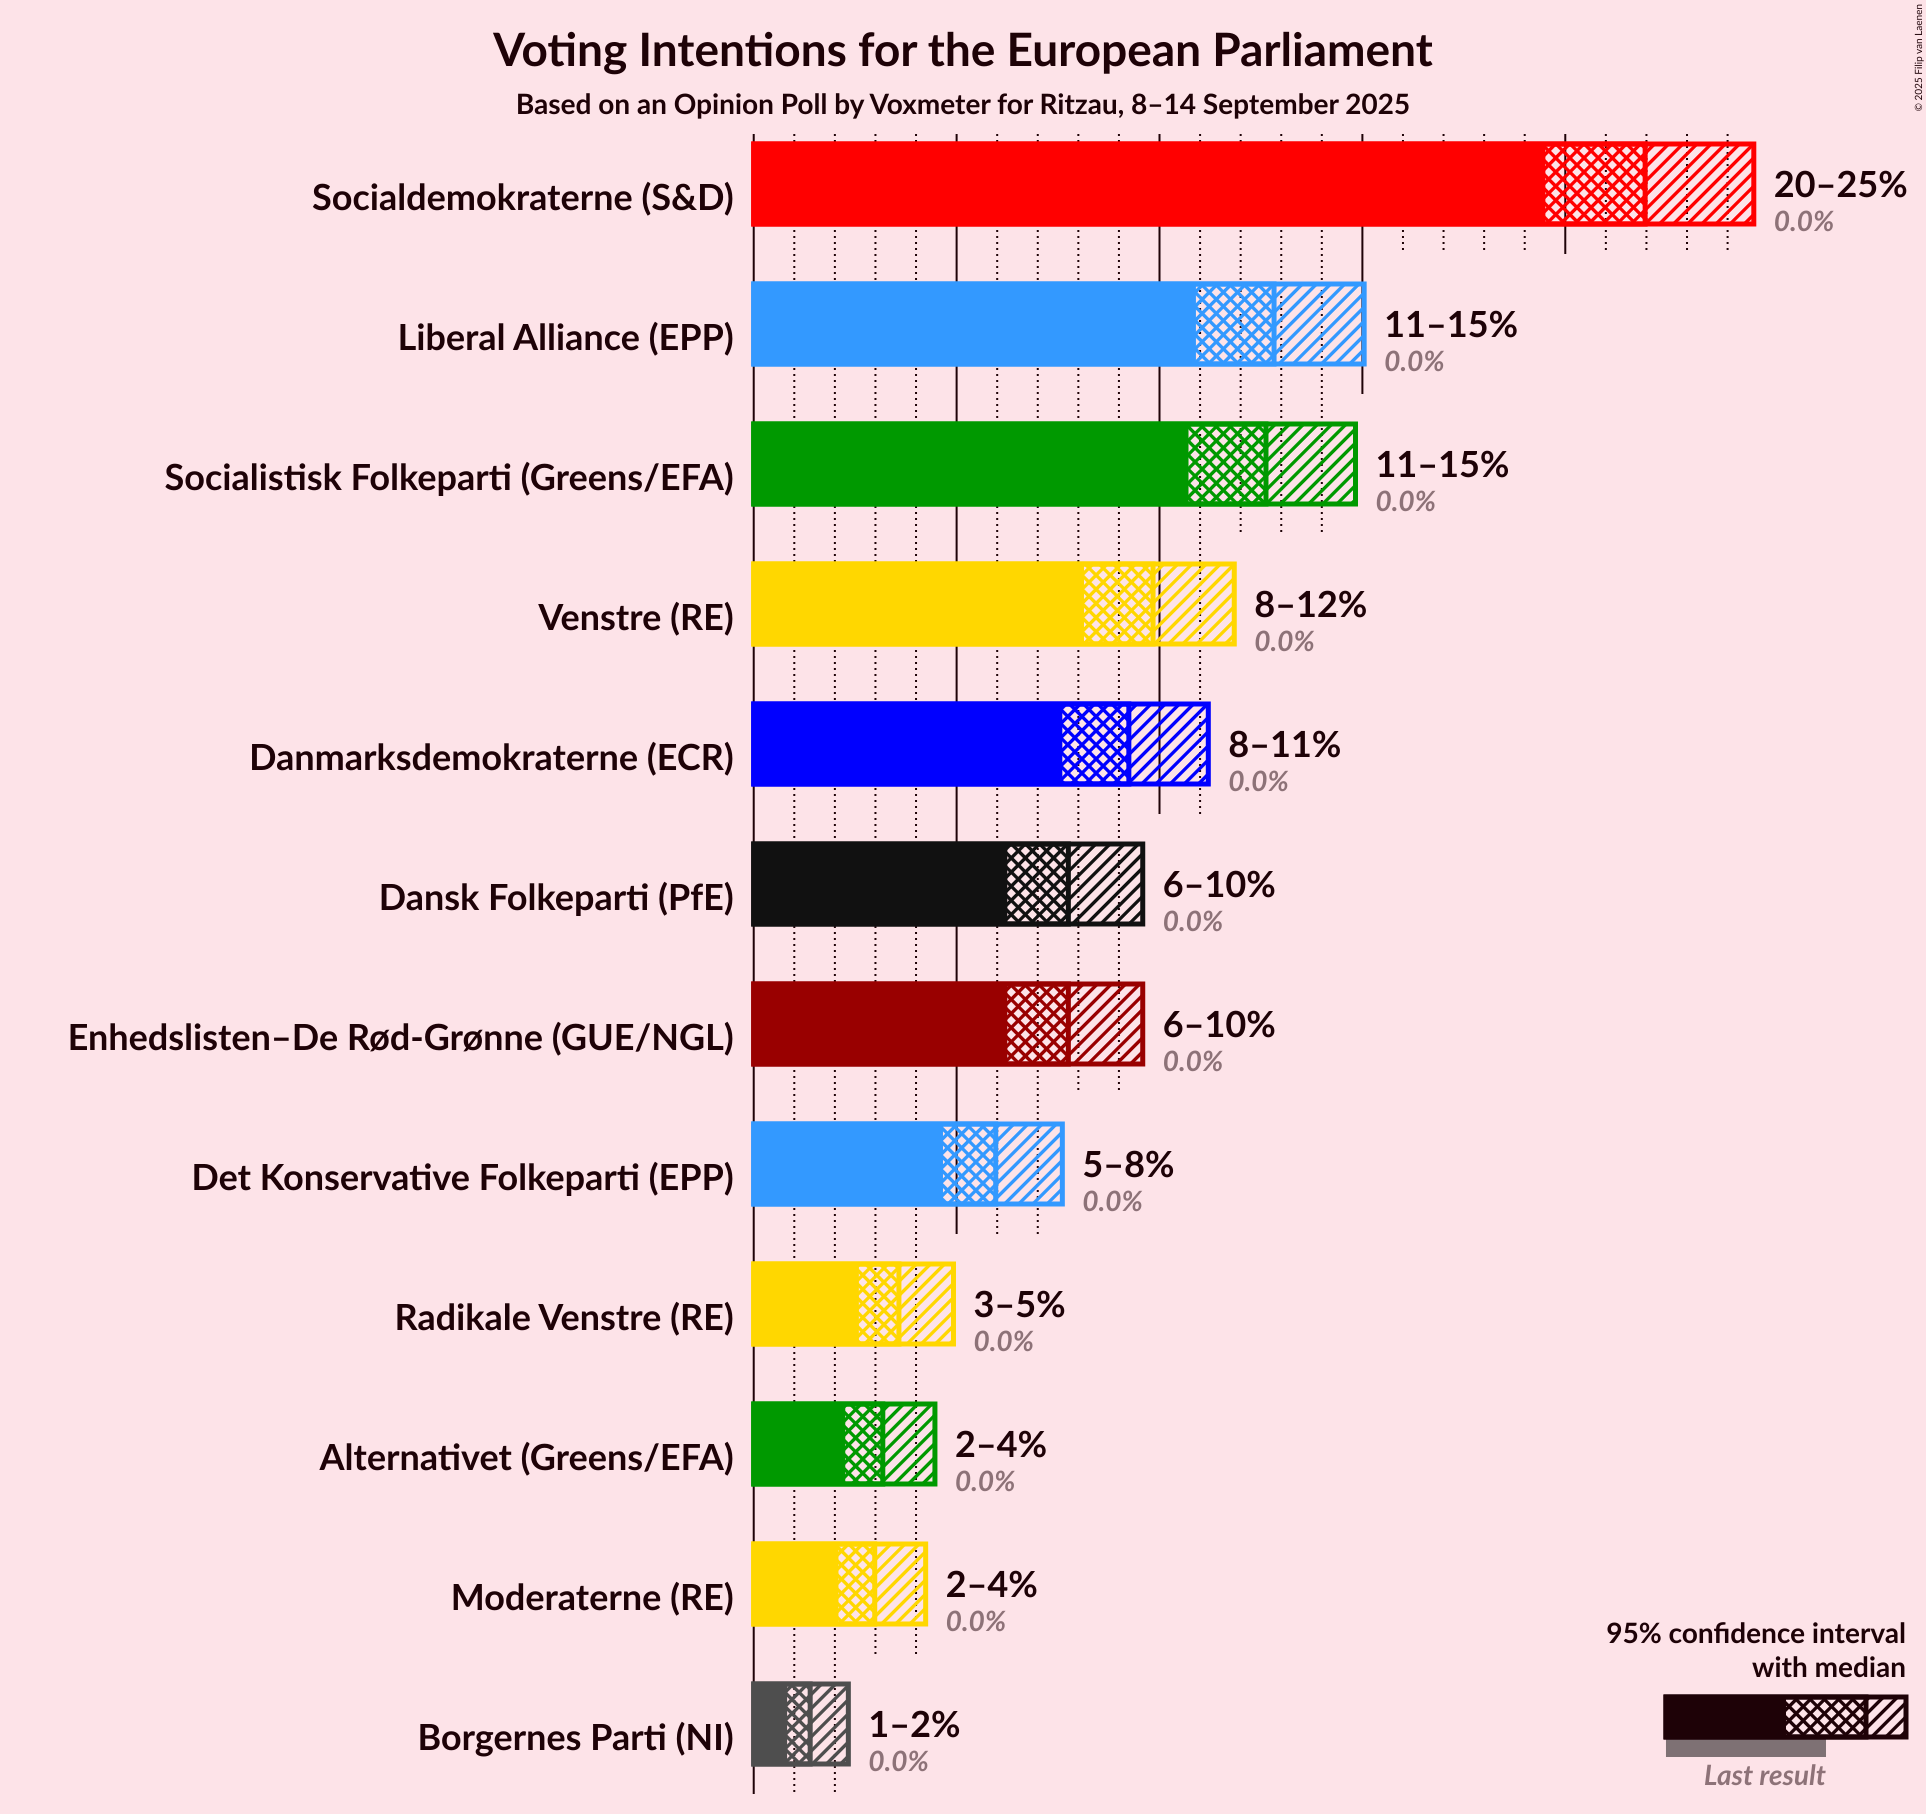 Voting Intentions for the European Parliament
Based on an Opinion Poll by Voxmeter for Ritzau, 8–14 September 2025
© 2025 Filip van Laenen
Socialdemokraterne (S&D)
20–25%
0.0%
Liberal Alliance (EPP)
11–15%
0.0%
Socialistisk Folkeparti (Greens/EFA)
11–15%
0.0%
Venstre (RE)
8–12%
0.0%
Danmarksdemokraterne (ECR)
8–11%
0.0%
Dansk Folkeparti (PfE)
6–10%
0.0%
Enhedslisten–De Rød-Grønne (GUE/NGL)
6–10%
0.0%
Det Konservative Folkeparti (EPP)
5–8%
0.0%
Radikale Venstre (RE)
3–5%
0.0%
Alternativet (Greens/EFA)
2–4%
0.0%
Moderaterne (RE)
2–4%
0.0%
Borgernes Parti (NI)
1–2%
0.0%
95% confidence interval
with median
Last result